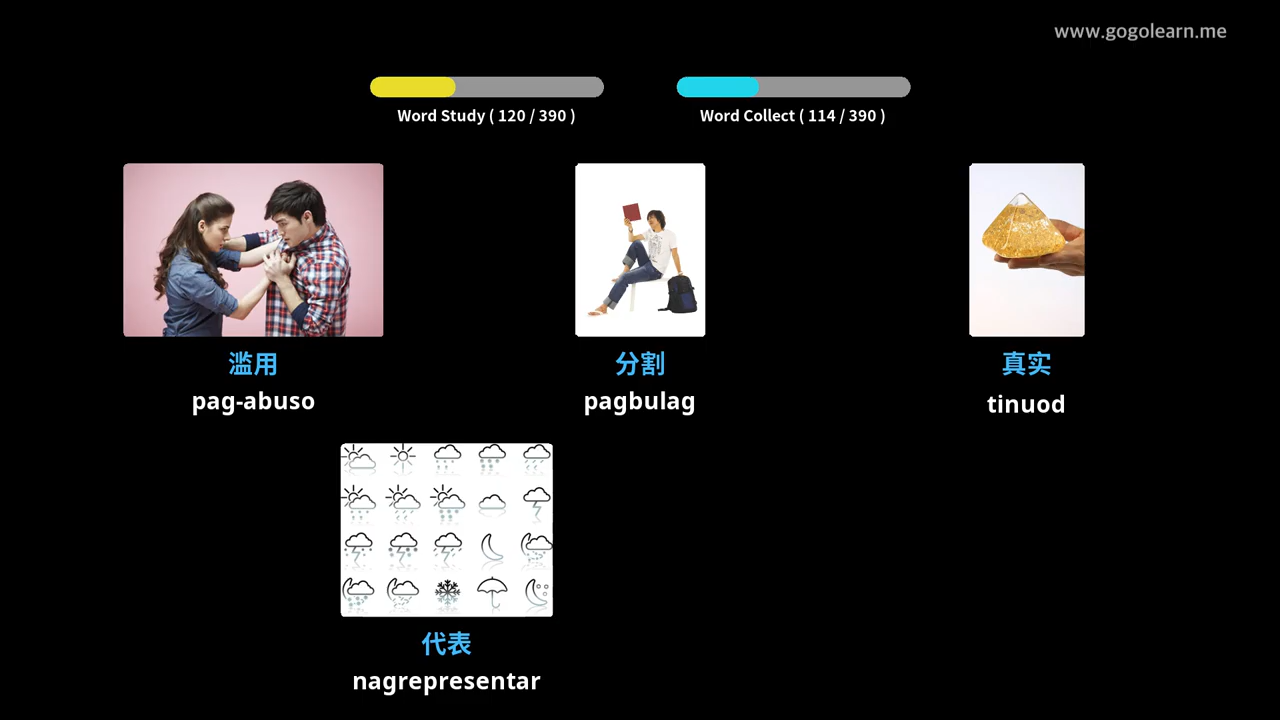 www.gogolearn.me
Word Study ( 120 / 390 )
Word Collect ( 114 / 390 )
滥用
pag-abuso
分割
pagbulag
真实
tinuod
代表
nagrepresentar